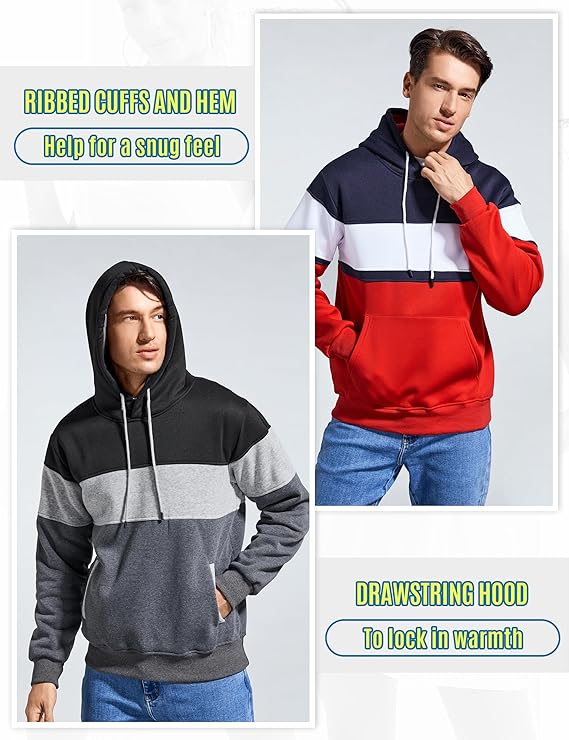 RIBBED CUFFS AND HEM
Help for a snug feel
DRAWSTRING HOOD
To lock in warmth